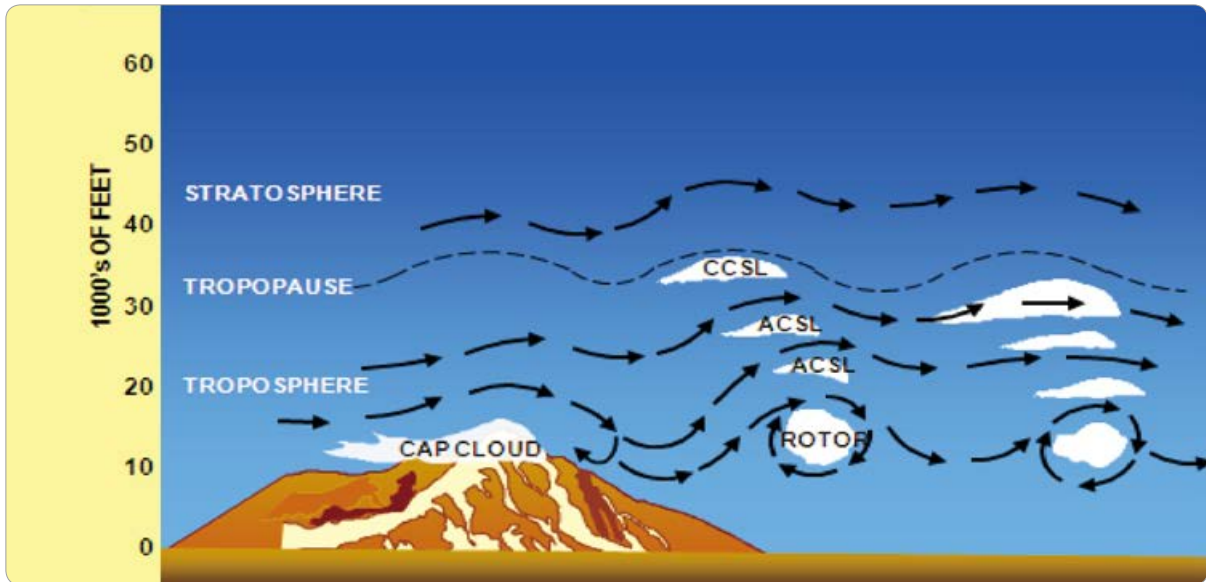 1000's OF FEET
60
50
40
30
20
10
0
STRATOSPHERE
TROPOPAUSE
TROPOSPHERE
CCSL
ACSL
ACSL
CAP CLOUD
ROTOR